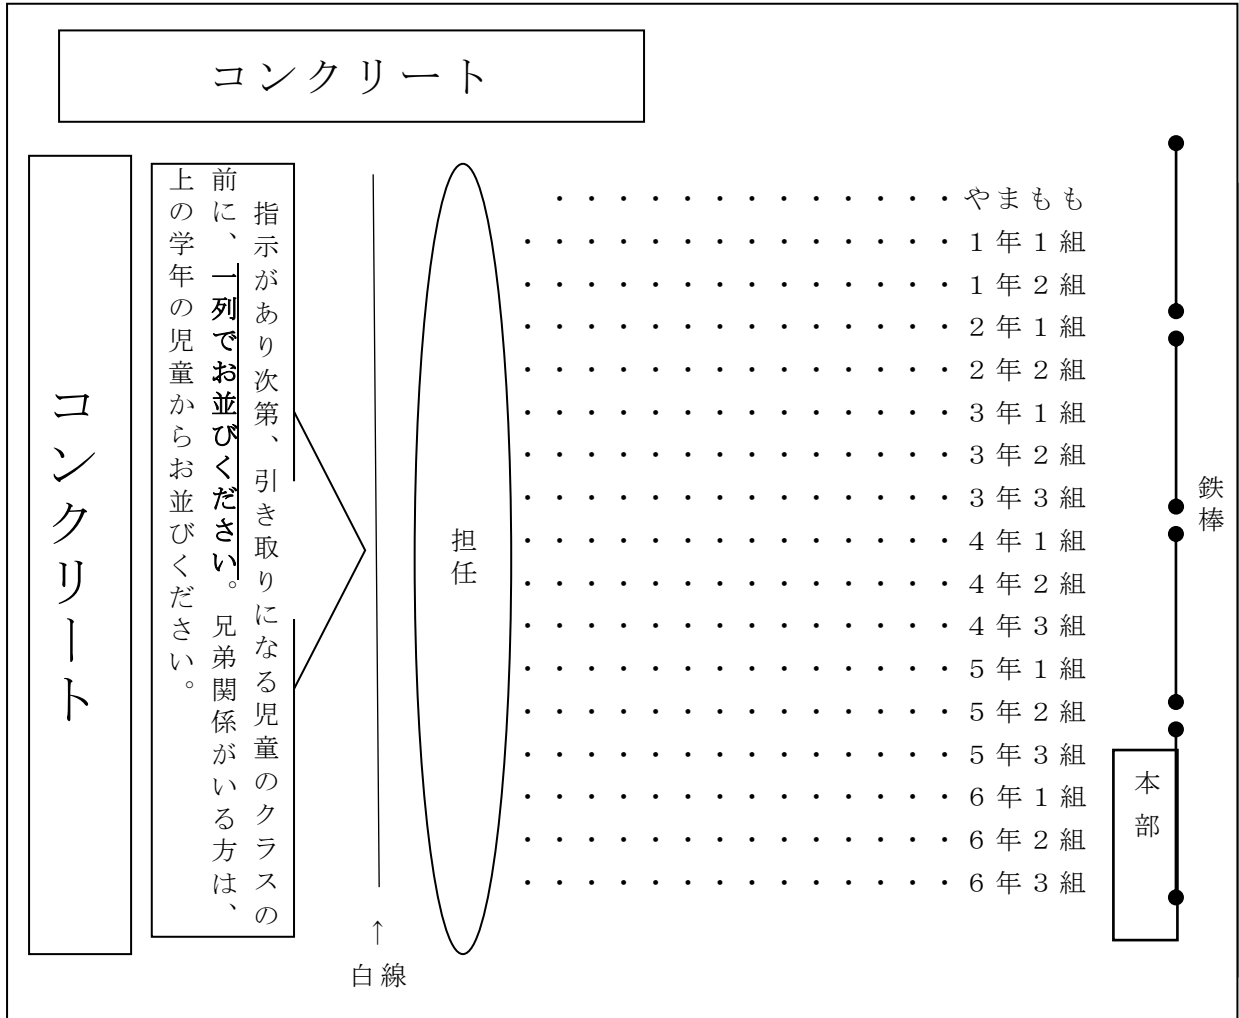 コンクリート
コンクリート
指示があり次第、引き取りになる児童のクラスの
前に、一列でお並びください。兄弟関係がいる方は、
上の学年の児童からお並びください。
↑
白線
担任
・・・・・・・・・・・・・やまもも
・・・・・・・・・・・・・・1年1組
・・・・・・・・・・・・・・1年2組
・・・・・・・・・・・・・・2年1組
・・・・・・・・・・・・・・2年2組
・・・・・・・・・・・・・・3年1組
・・・・・・・・・・・・・・3年2組
・・・・・・・・・・・・・・3年3組
・・・・・・・・・・・・・・4年1組
・・・・・・・・・・・・・・4年2組
・・・・・・・・・・・・・・4年3組
・・・・・・・・・・・・・・5年1組
・・・・・・・・・・・・・・5年2組
・・・・・・・・・・・・・・5年3組
・・・・・・・・・・・・・・6年1組
・・・・・・・・・・・・・・6年2組
・・・・・・・・・・・・・・6年3組
鉄棒
本部